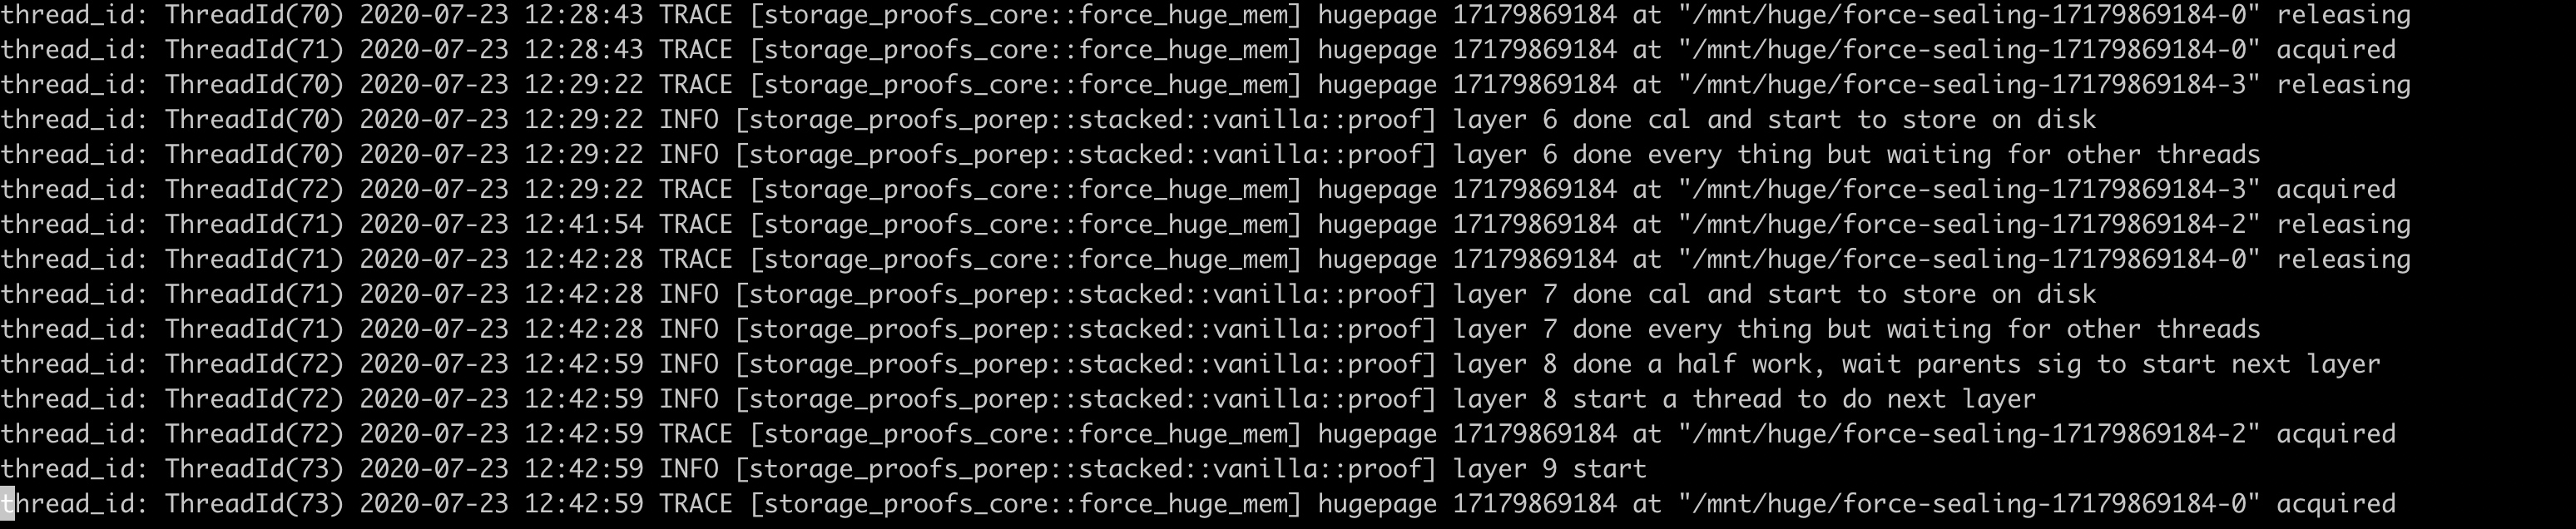 thread_id: ThreadId(70) 2020-07-23 12:28:43 TRACE [storage_proofs_core::force_huge_mem] hugepage 17179869184 at "/mnt/huge/force-sealing-17179869184-0" releasing
thread_id: ThreadId(71) 2020-07-23 12:28:43 TRACE [storage_proofs_core::force_huge_mem] hugepage 17179869184 at "/mnt/huge/force-sealing-17179869184-0" acquired
thread_id: ThreadId(70) 2020-07-23 12:29:22 TRACE [storage_proofs_core::force_huge_mem] hugepage 17179869184 at "/mnt/huge/force-sealing-17179869184-3" releasing
thread_id: ThreadId(70) 2020-07-23 12:29:22 INFO [storage_proofs_porep::stacked::vanilla::proof] layer 6 done cal and start to store on disk
thread_id: ThreadId(70) 2020-07-23 12:29:22 INFO [storage_proofs_porep::stacked::vanilla::proof] layer 6 done every thing but waiting for other threads
thread_id: ThreadId(72) 2020-07-23 12:29:22 TRACE [storage_proofs_core::force_huge_mem] hugepage 17179869184 at "/mnt/huge/force-sealing-17179869184-3" acquired
thread_id: ThreadId(71) 2020-07-23 12:41:54 TRACE [storage_proofs_core::force_huge_mem] hugepage 17179869184 at "/mnt/huge/force-sealing-17179869184-2" releasing
thread_id: ThreadId(71) 2020-07-23 12:42:28 TRACE [storage_proofs_core::force_huge_mem] hugepage 17179869184 at "/mnt/huge/force-sealing-17179869184-0" releasing
thread_id: ThreadId(71) 2020-07-23 12:42:28 INFO [storage_proofs_porep::stacked::vanilla::proof] layer 7 done cal and start to store on disk
thread_id: ThreadId(71) 2020-07-23 12:42:28 INFO [storage_proofs_porep::stacked::vanilla::proof] layer 7 done every thing but waiting for other threads
thread_id: ThreadId(72) 2020-07-23 12:42:59 INFO [storage_proofs_porep::stacked::vanilla::proof] layer 8 done a half work, wait parents sig to start next layer
thread_id: ThreadId(72) 2020-07-23 12:42:59 INFO [storage_proofs_porep::stacked::vanilla::proof] layer 8 start a thread to do next layer
thread_id: ThreadId(72) 2020-07-23 12:42:59 TRACE [storage_proofs_core::force_huge_mem] hugepage 17179869184 at "/mnt/huge/force-sealing-17179869184-2" acquired
thread_id: ThreadId(73) 2020-07-23 12:42:59 INFO [storage_proofs_porep::stacked::vanilla::proof] layer 9 start
thread_id: ThreadId(73) 2020-07-23 12:42:59 TRACE [storage_proofs_core::force_huge_mem] hugepage 17179869184 at "/mnt/huge/force-sealing-17179869184-0" acquired